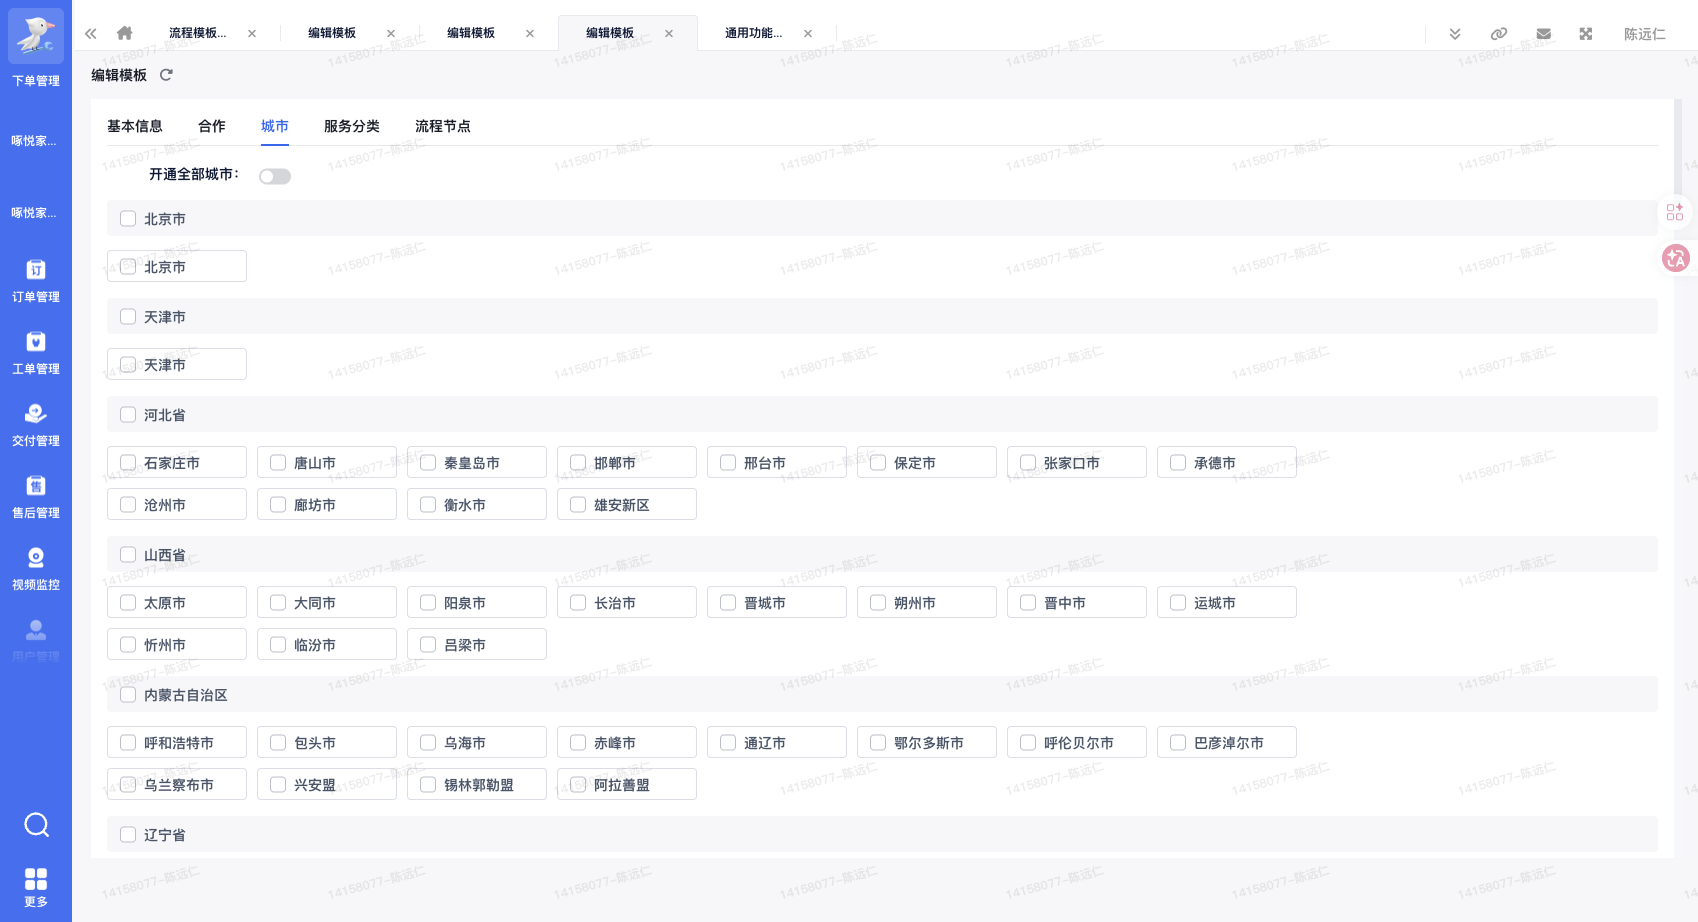 流程模板...
编辑模板
编辑模板
编辑模板
通用功能...
陈远仁
下单管理
啄悦家...
啄悦家...
订
订单管理
工单管理
交付管理
售
售后管理
视频监控
用户管理
更多
编辑模板
基本信息 合作 城市 服务分类 流程节点
开通全部城市：
北京市
北京市
天津市
天津市
河北省
石家庄市 唐山市 秦皇岛市 邯郸市 邢台市 保定市 张家口市 承德市
沧州市 廊坊市 衡水市 雄安新区
山西省
太原市 大同市 阳泉市 长治市 晋城市 朔州市 晋中市 运城市
忻州市 临汾市 吕梁市
内蒙古自治区
呼和浩特市 包头市 乌海市 赤峰市 通辽市 鄂尔多斯市 呼伦贝尔市 巴彦淖尔市
乌兰察布市 兴安盟 锡林郭勒盟 阿拉善盟
辽宁省
14158077-陈远仁